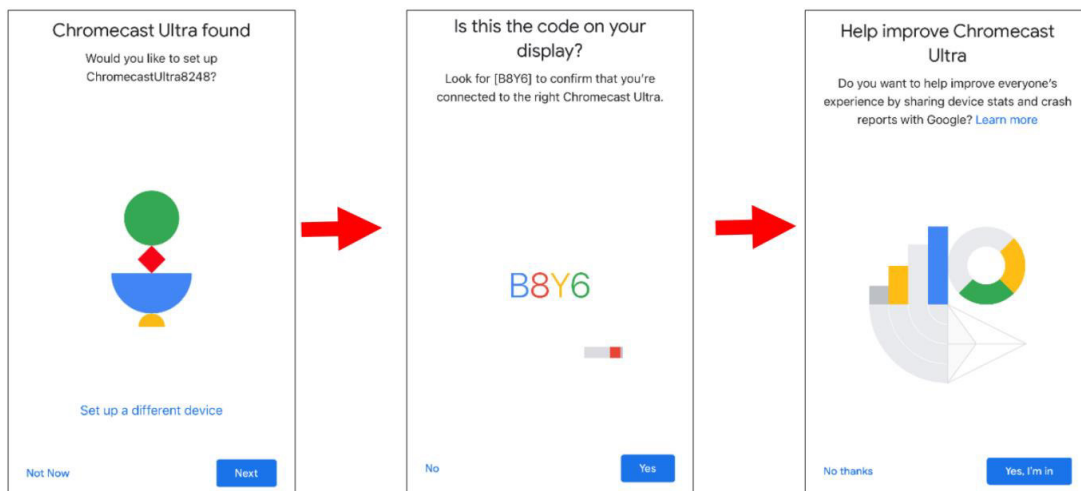 Chromecast Ultra found
Would you like to set up
ChromecastUltra8248?
Set up a different device
Not Now
Next
Is this the code on your
display?
Look for [B8Y6] to confirm that you're
connected to the right Chromecast Ultra.
B8Y6
No
Yes
Help improve Chromecast
Ultra
Do you want to help improve everyone's
experience by sharing device stats and crash
reports with Google? Learn more
No thanks
Yes, I'm in